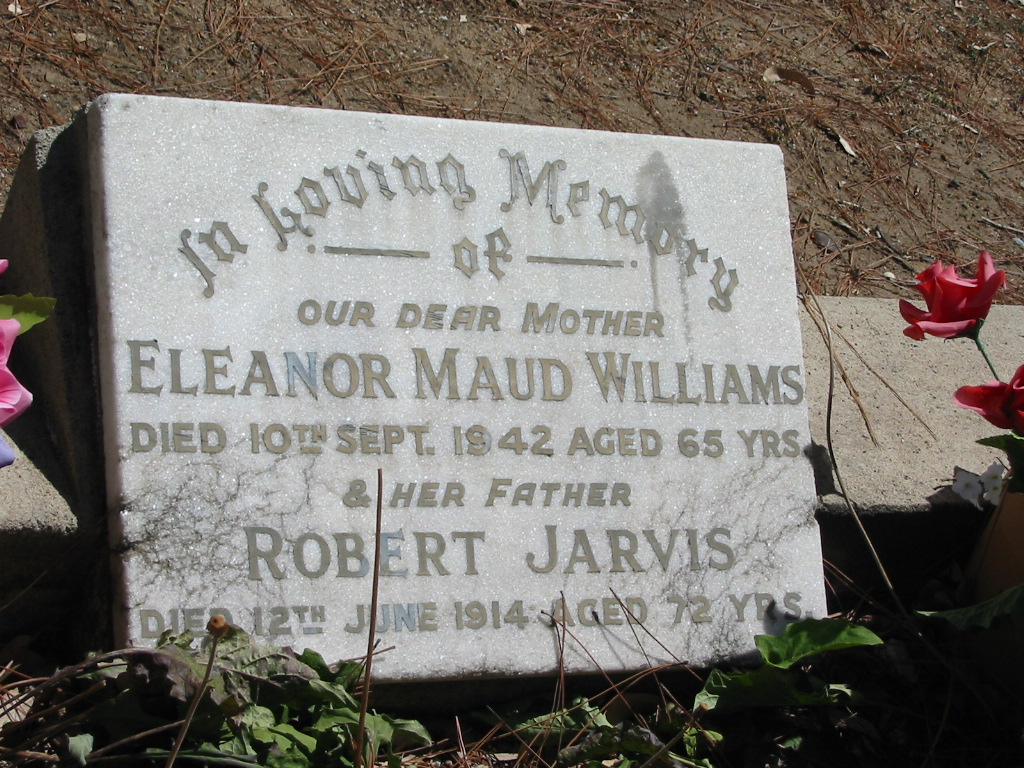 In Loving Memory
of
OUR DEAR MOTHER
ELEANOR MAUD WILLIAMS
DIED 10TH SEPT. 1942 AGED 65 YRS.
& HER FATHER
ROBERT JARVIS
DIED 12TH JUNE 1914 AGED 72 YRS.